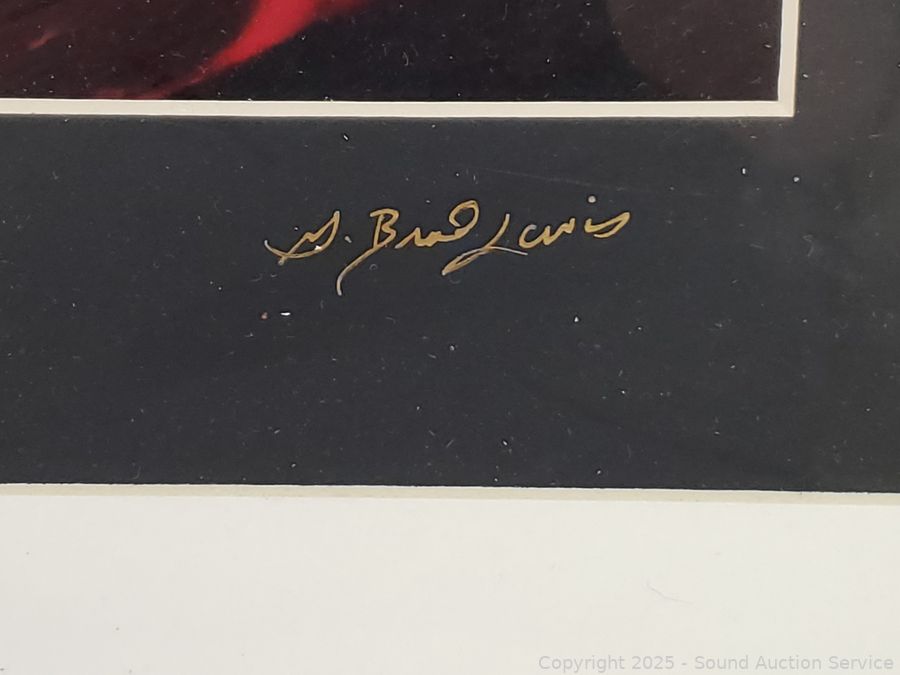 G. Brad Lewis
Copyright 2025 - Sound Auction Service